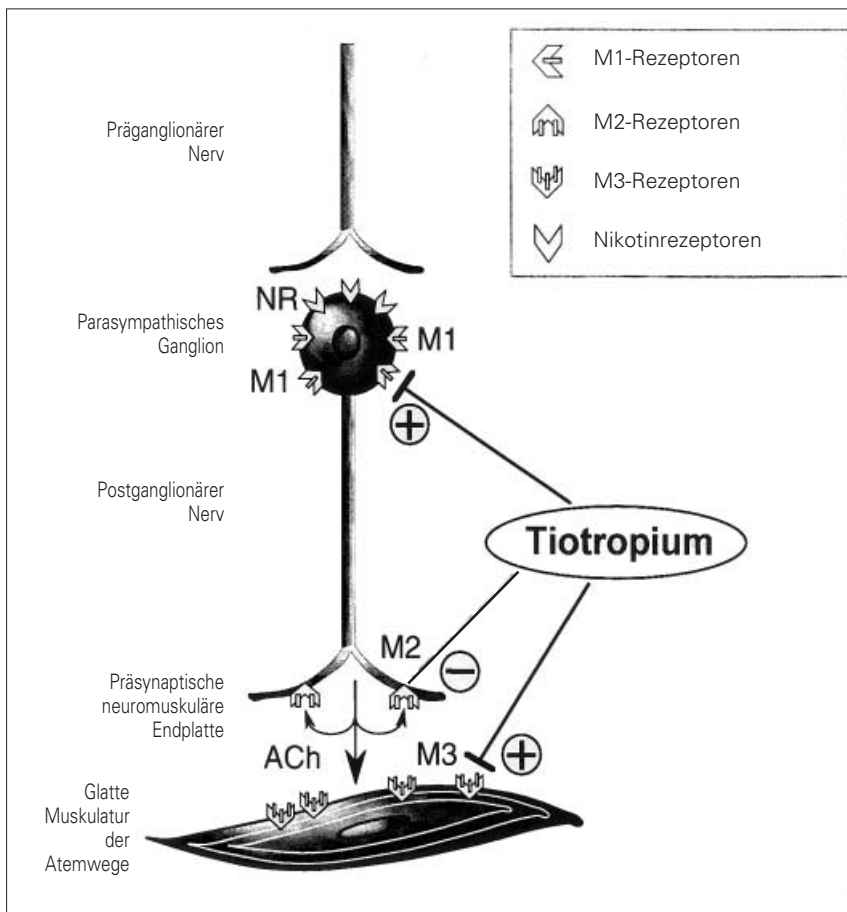 M1-Rezeptoren
M2-Rezeptoren
M3-Rezeptoren
Nikotinrezeptoren
Präganglionärer
Nerv
NR
Parasympathisches
Ganglion
M1
M1
+
Postganglionärer
Nerv
Tiotropium
M2
−
Präsynaptische
neuromuskuläre
Endplatte
ACh
M3
+
Glatte
Muskulatur
der
Atemwege